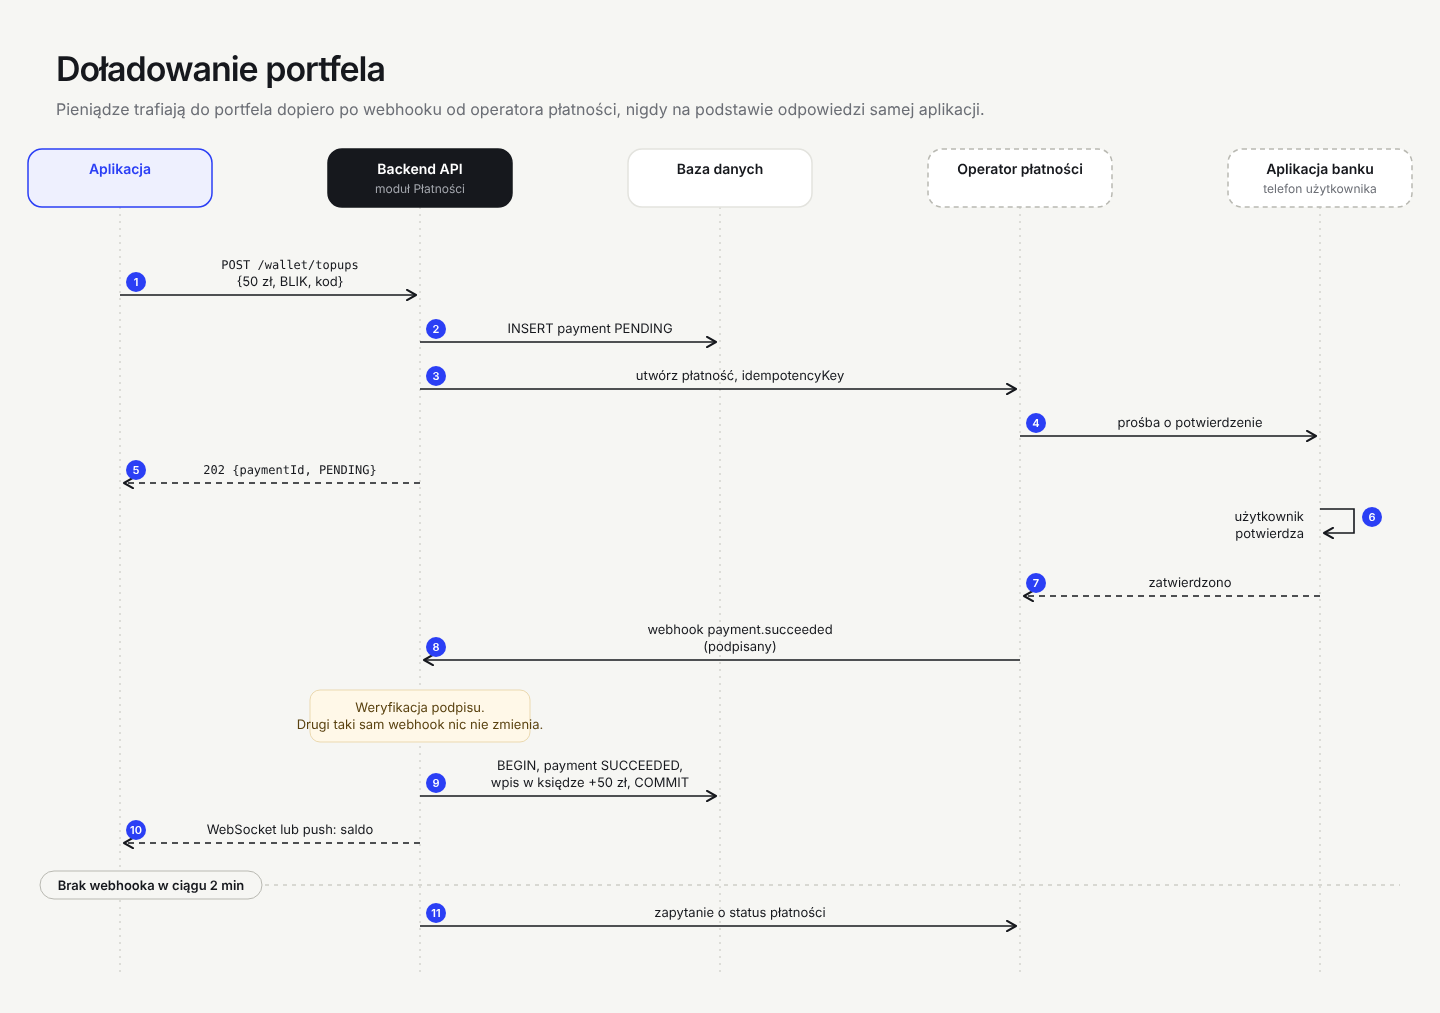 Doładowanie portfela
Pieniądze trafiają do portfela dopiero po webhooku od operatora płatności, nigdy na podstawie odpowiedzi samej aplikacji.
Aplikacja
Backend API
moduł Płatności
Baza danych
Operator płatności
Aplikacja banku
telefon użytkownika
POST /wallet/topups
1
{50 zł, BLIK, kod}
2
INSERT payment PENDING
3
utwórz płatność, idempotencyKey
4
prośba o potwierdzenie
5
202 {paymentId, PENDING}
użytkownik
6
potwierdza
7
zatwierdzono
webhook payment.succeeded
8
(podpisany)
Weryfikacja podpisu.
Drugi taki sam webhook nic nie zmienia.
BEGIN, payment SUCCEEDED,
9
wpis w księdze +50 zł, COMMIT
10
WebSocket lub push: saldo
Brak webhooka w ciągu 2 min
11
zapytanie o status płatności